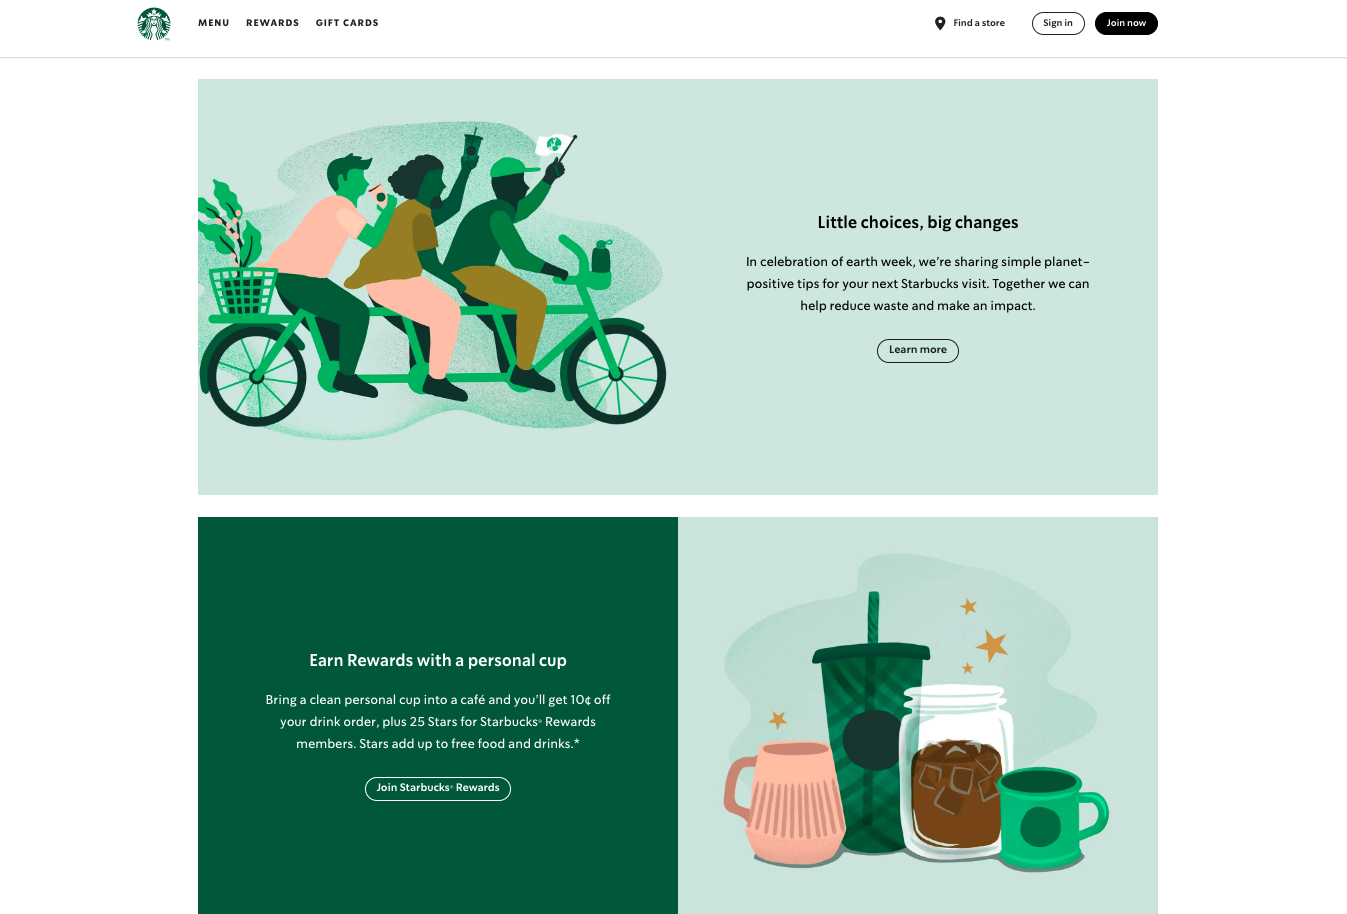 MENU REWARDS GIFT CARDS Find a store Sign in Join now
Little choices, big changes
In celebration of earth week, we're sharing simple planet-
positive tips for your next Starbucks visit. Together we can
help reduce waste and make an impact.
Learn more
Earn Rewards with a personal cup
Bring a clean personal cup into a café and you'll get 10¢ off
your drink order, plus 25 Stars for Starbucks® Rewards
members. Stars add up to free food and drinks.*
Join Starbucks® Rewards